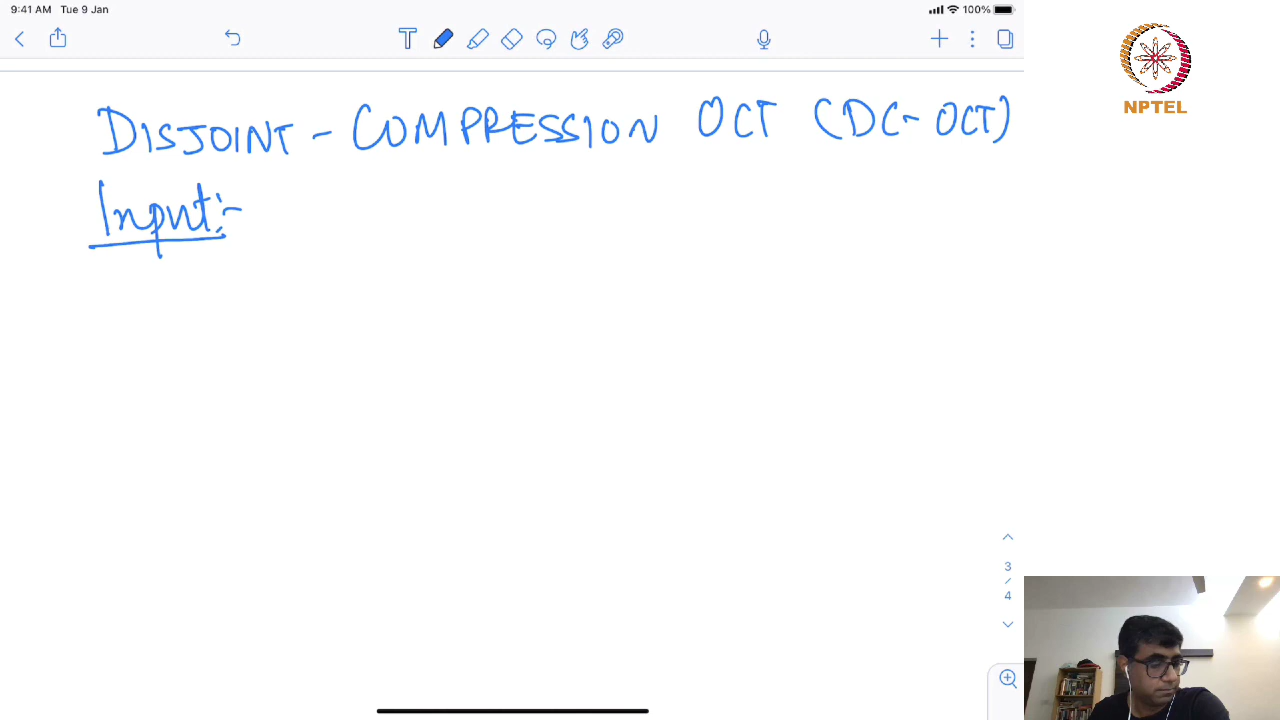 9:41 AM Tue 9 Jan 100%
T
DISJOINT - COMPRESSION OCT (DC-OCT)
Input:-
3
/
4
NPTEL